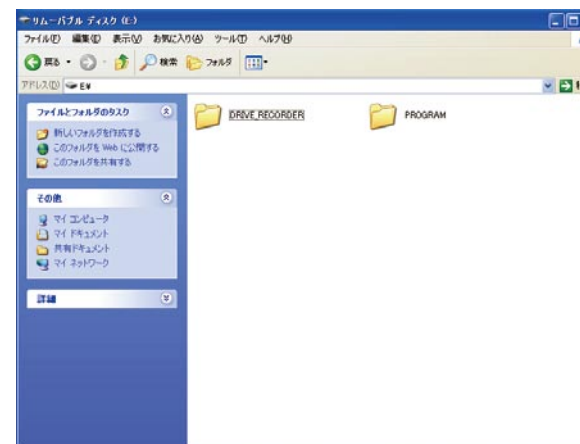 リムーバブル ディスク (E:)
ファイル(F) 編集(E) 表示(V) お気に入り(A) ツール(T) ヘルプ(H)
戻る 検索 フォルダ
アドレス(D) E:¥
ファイルとフォルダのタスク
新しいフォルダを作成する
このフォルダを Web に公開する
このフォルダを共有する
DRIVE_RECORDER PROGRAM
その他
マイ コンピュータ
マイ ドキュメント
共有ドキュメント
マイ ネットワーク
詳細